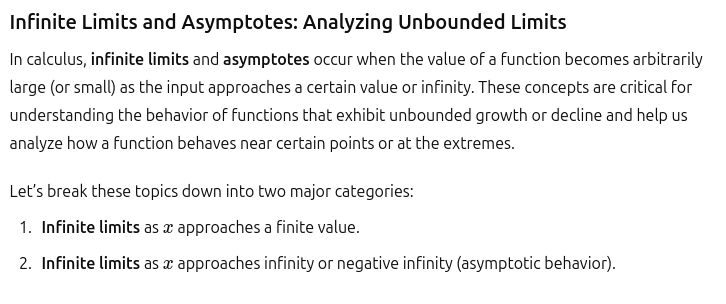 Infinite Limits and Asymptotes: Analyzing Unbounded Limits
In calculus, infinite limits and asymptotes occur when the value of a function becomes arbitrarily
large (or small) as the input approaches a certain value or infinity. These concepts are critical for
understanding the behavior of functions that exhibit unbounded growth or decline and help us
analyze how a function behaves near certain points or at the extremes.
Let’s break these topics down into two major categories:
1. Infinite limits as x approaches a finite value.
2. Infinite limits as x approaches infinity or negative infinity (asymptotic behavior).